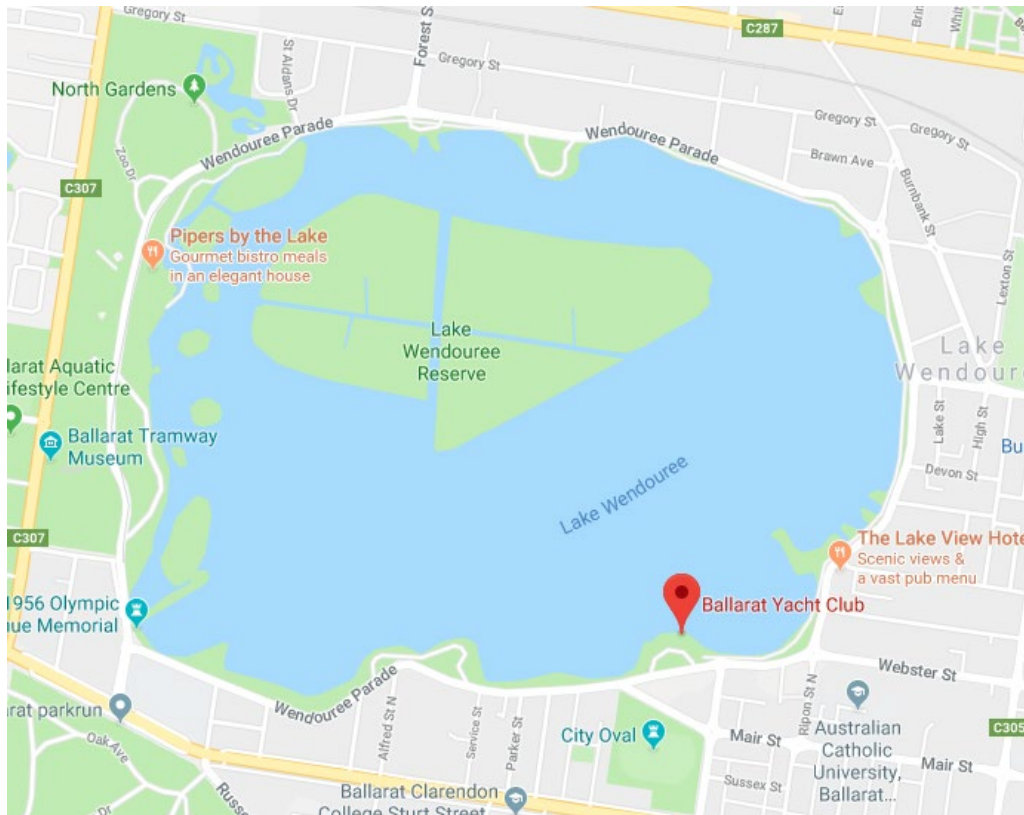 Gregory St
C287
St Aidans Dr
Forest S
Gregory St
North Gardens
Zoo Dr
Wendouree Parade
Wendouree Parade
Gregory St
Gregory St
Brawn Ave
Burnbank St
C307
Pipers by the Lake
Gourmet bistro meals
in an elegant house
Lexton St
Lake
Wendouree
Reserve
Lake
Wendoure
larat Aquatic
ifestyle Centre
Lake St
High St
Ballarat Tramway
Museum
Bu
Devon St
Lake Wendouree
C307
The Lake View Hote
Scenic views &
a vast pub menu
1956 Olympic
nue Memorial
Ballarat Yacht Club
Webster St
Wendouree Parade
Ripon St N
arat parkrun
Alfred St N
Service St
Parker St
City Oval
Australian
Catholic
University,
Ballarat...
C305
Mair St
Mair St
Oak Ave
Sussex St
Russe
Ballarat Clarendon
College Sturt Street